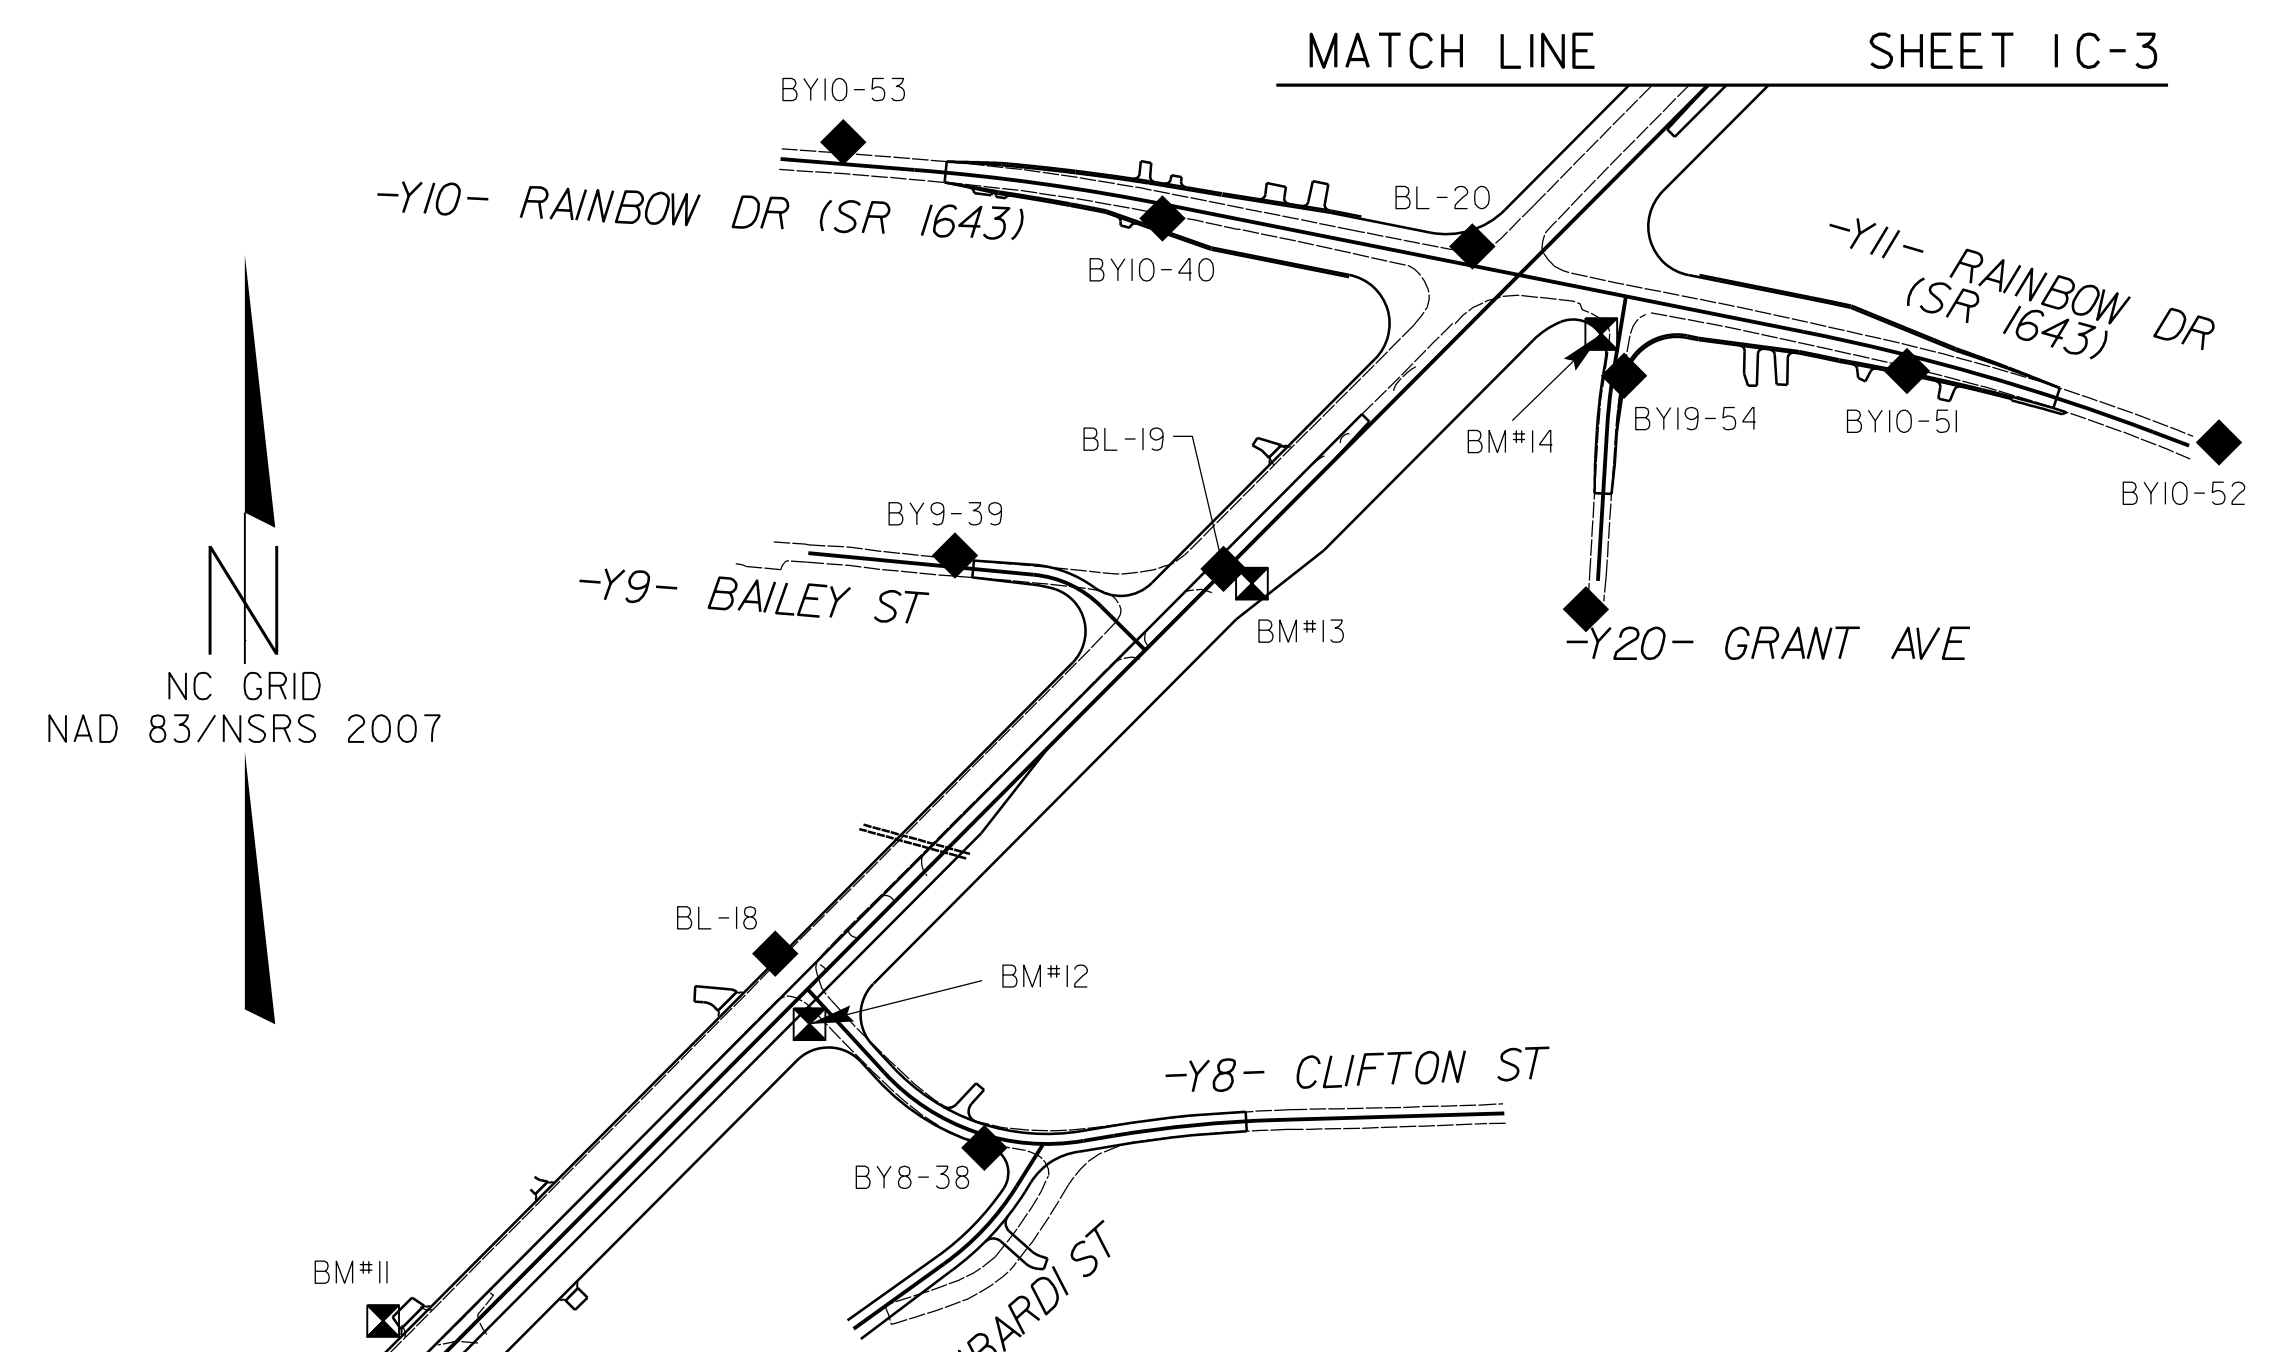 MATCH LINE SHEET 1C-3
BY10-53
-Y10- RAINBOW DR (SR 1643)
BL-20
BY10-40
-Y11- RAINBOW DR
(SR 1643)
BM#14
BY19-54
BY10-51
BY10-52
BL-19
BY9-39
-Y9- BAILEY ST
BM#13
-Y20- GRANT AVE
N
NC GRID
NAD 83/NSRS 2007
BL-18
BM#12
-Y8- CLIFTON ST
BY8-38
BM#11
BARDI ST